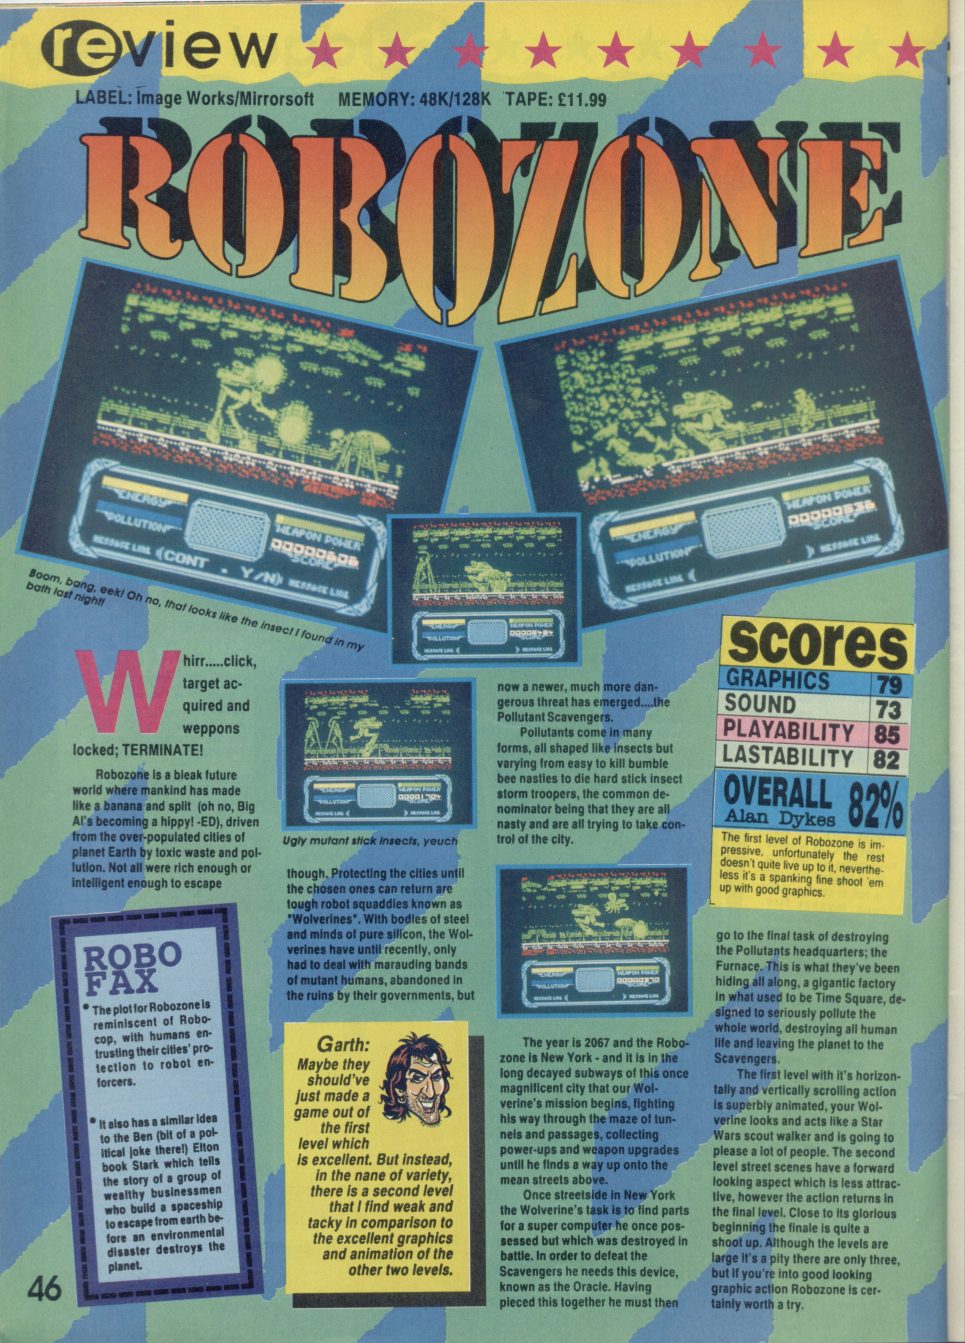 review
LABEL: Image Works/Mirrorsoft MEMORY: 48K/128K TAPE: £11.99
ROBOZONE
ENERGY
POLLUTION
WEAPON POWER
SCORE
MESSAGE LINE (CONT - Y/N) MESSAGE LINE
ENERGY
POLLUTION
WEAPON POWER
SCORE
MESSAGE LINE MESSAGE LINE
Boom, bang, eek! Oh no, that looks like the insect I found in my
bath last night!
Whirr.....click,
target ac-
quired and
weppons
locked; TERMINATE!
Robozone is a bleak future
world where mankind has made
like a banana and split (oh no, Big
Al's becoming a hippy! -ED), driven
from the over-populated cities of
planet Earth by toxic waste and pol-
lution. Not all were rich enough or
intelligent enough to escape
ROBO
FAX
• The plot for Robozone is
reminiscent of Robo-
cop, with humans en-
trusting their cities' pro-
tection to robot en-
forcers.
• It also has a similar idea
to the Ben (bit of a pol-
itical joke there!) Elton
book Stark which tells
the story of a group of
wealthy businessmen
who build a spaceship
to escape from earth be-
fore an environmental
disaster destroys the
planet.
46
Ugly mutant stick insects, yeuch
though. Protecting the cities until
the chosen ones can return are
tough robot squaddies known as
"Wolverines". With bodies of steel
and minds of pure silicon, the Wol-
verines have until recently, only
had to deal with marauding bands
of mutant humans, abandoned in
the ruins by their governments, but
Garth:
Maybe they
should've
just made a
game out of
the first
level which
is excellent. But instead,
in the nane of variety,
there is a second level
that I find weak and
tacky in comparison to
the excellent graphics
and animation of the
other two levels.
now a newer, much more dan-
gerous threat has emerged....the
Pollutant Scavengers.
Pollutants come in many
forms, all shaped like insects but
varying from easy to kill bumble
bee nasties to die hard stick insect
storm troopers, the common de-
nominator being that they are all
nasty and are all trying to take con-
trol of the city.
The year is 2067 and the Robo-
zone is New York - and it is in the
long decayed subways of this once
magnificent city that our Wol-
verine's mission begins, fighting
his way through the maze of tun-
nels and passages, collecting
power-ups and weapon upgrades
until he finds a way up onto the
mean streets above.
Once streetside in New York
the Wolverine's task is to find parts
for a super computer he once pos-
sessed but which was destroyed in
battle. In order to defeat the
Scavengers he needs this device,
known as the Oracle. Having
pieced this together he must then
scores
GRAPHICS 79
SOUND 73
PLAYABILITY 85
LASTABILITY 82
OVERALL 82%
Alan Dykes
The first level of Robozone is im-
pressive, unfortunately the rest
doesn't quite live up to it, neverthe-
less it's a spanking fine shoot 'em
up with good graphics.
go to the final task of destroying
the Pollutants headquarters; the
Furnace. This is what they've been
hiding all along, a gigantic factory
in what used to be Time Square, de-
signed to seriously pollute the
whole world, destroying all human
life and leaving the planet to the
Scavengers.
The first level with it's horizon-
tally and vertically scrolling action
is superbly animated, your Wol-
verine looks and acts like a Star
Wars scout walker and is going to
please a lot of people. The second
level street scenes have a forward
looking aspect which is less attrac-
tive, however the action returns in
the final level. Close to its glorious
beginning the finale is quite a
shoot up. Although the levels are
large it's a pity there are only three,
but if you're into good looking
graphic action Robozone is cer-
tainly worth a try.